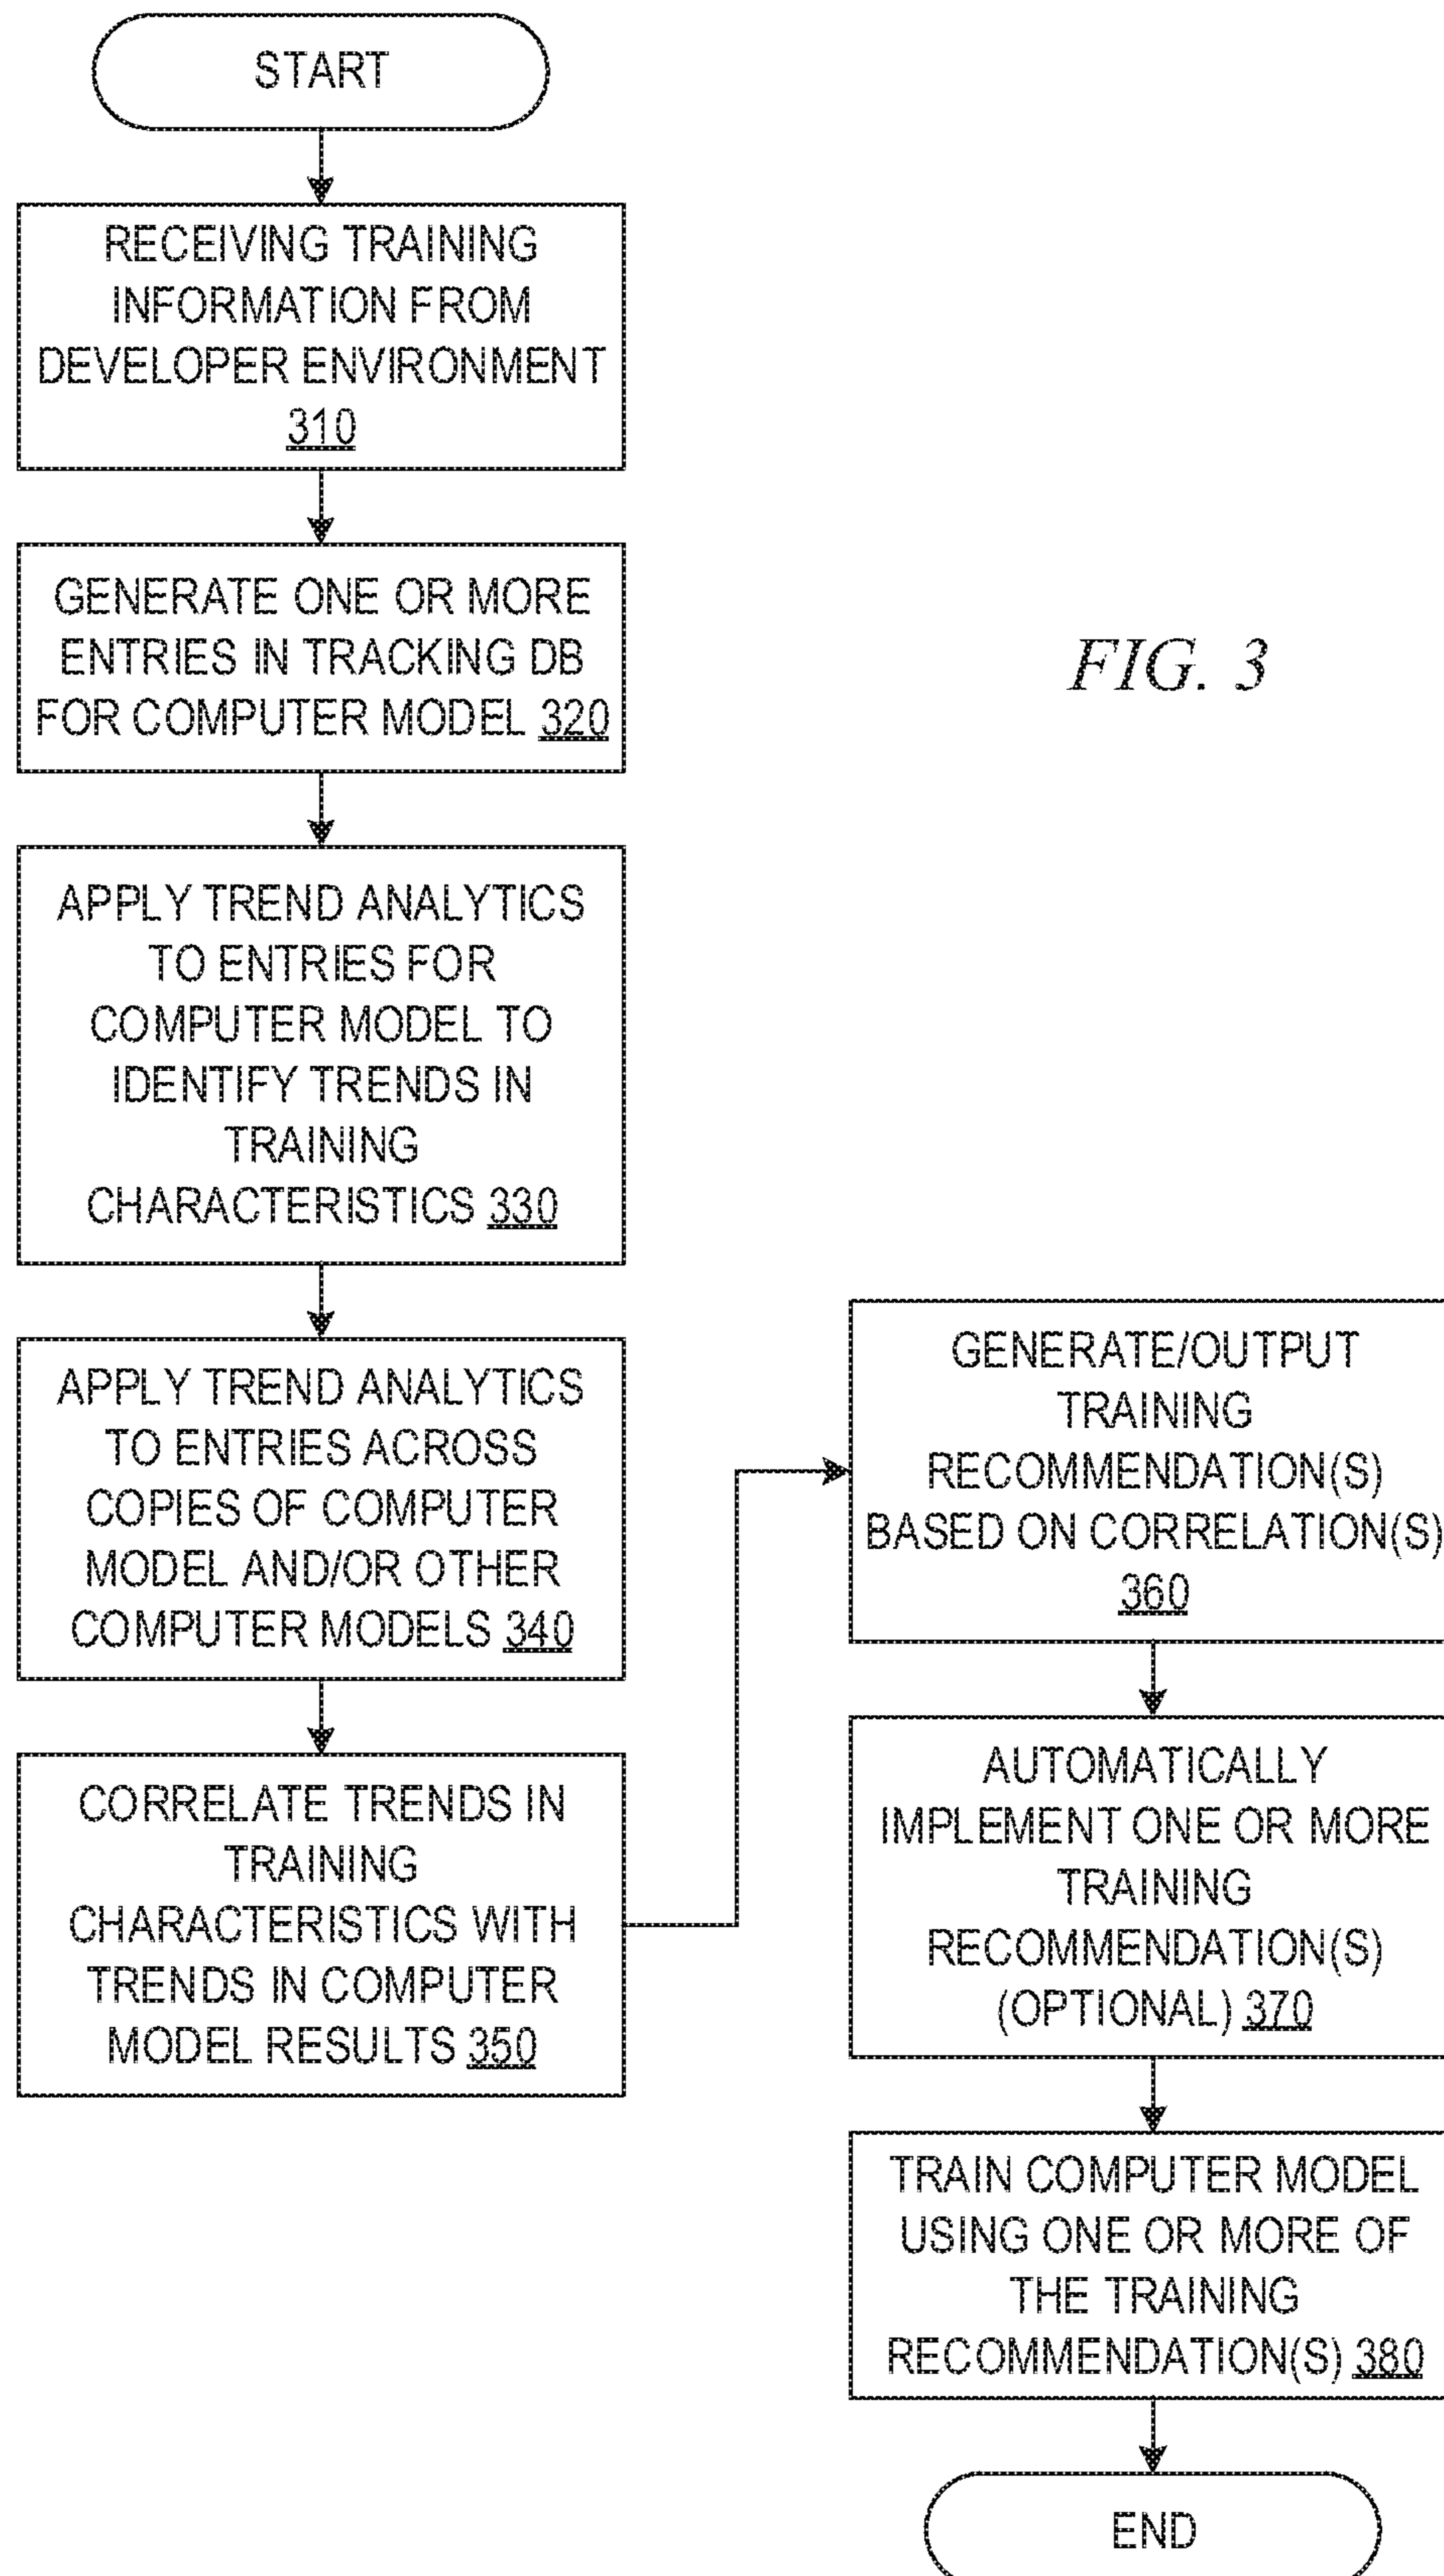 START
RECEIVING TRAINING
INFORMATION FROM
DEVELOPER ENVIRONMENT
310
GENERATE ONE OR MORE
ENTRIES IN TRACKING DB
FOR COMPUTER MODEL 320
APPLY TREND ANALYTICS
TO ENTRIES FOR
COMPUTER MODEL TO
IDENTIFY TRENDS IN
TRAINING
CHARACTERISTICS 330
APPLY TREND ANALYTICS
TO ENTRIES ACROSS
COPIES OF COMPUTER
MODEL AND/OR OTHER
COMPUTER MODELS 340
CORRELATE TRENDS IN
TRAINING
CHARACTERISTICS WITH
TRENDS IN COMPUTER
MODEL RESULTS 350
FIG. 3
GENERATE/OUTPUT
TRAINING
RECOMMENDATION(S)
BASED ON CORRELATION(S)
360
AUTOMATICALLY
IMPLEMENT ONE OR MORE
TRAINING
RECOMMENDATION(S)
(OPTIONAL) 370
TRAIN COMPUTER MODEL
USING ONE OR MORE OF
THE TRAINING
RECOMMENDATION(S) 380
END